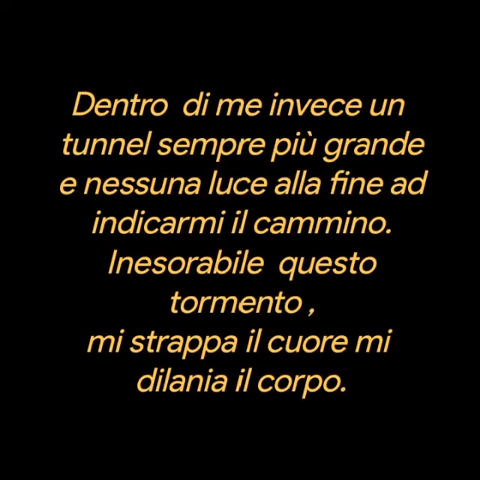 Dentro di me invece un
tunnel sempre più grande
e nessuna luce alla fine ad
indicarmi il cammino.
Inesorabile questo
tormento ,
mi strappa il cuore mi
dilania il corpo.